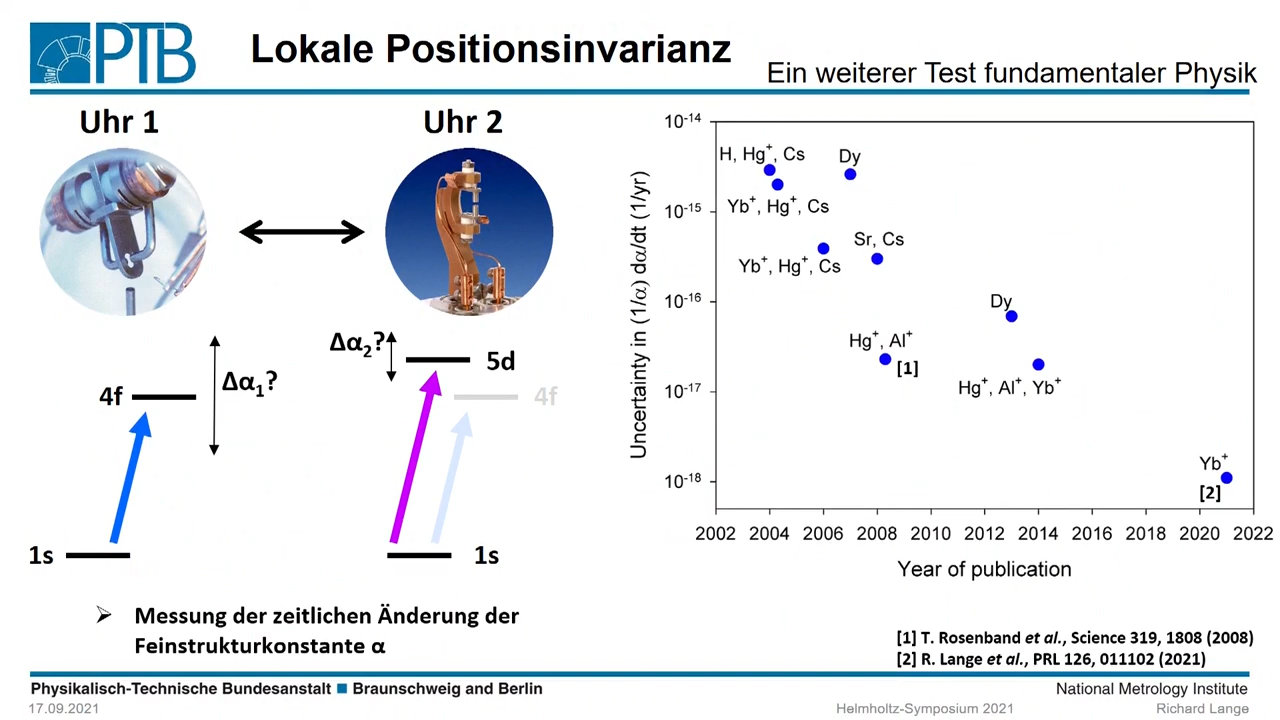 PTB
Lokale Positionsinvarianz
Ein weiterer Test fundamentaler Physik
Uhr 1
Uhr 2
Δα₁?
4f
1s
Δα₂?
5d
4f
1s
➢ Messung der zeitlichen Änderung der
Feinstrukturkonstante α
Uncertainty in (1/α) dα/dt (1/yr)
10⁻¹⁴
10⁻¹⁵
10⁻¹⁶
10⁻¹⁷
10⁻¹⁸
H, Hg⁺, Cs
Dy
Yb⁺, Hg⁺, Cs
Sr, Cs
Yb⁺, Hg⁺, Cs
Dy
Hg⁺, Al⁺
[1]
Hg⁺, Al⁺, Yb⁺
Yb⁺
[2]
2002 2004 2006 2008 2010 2012 2014 2016 2018 2020 2022
Year of publication
[1] T. Rosenband et al., Science 319, 1808 (2008)
[2] R. Lange et al., PRL 126, 011102 (2021)
Physikalisch-Technische Bundesanstalt ■ Braunschweig and Berlin
National Metrology Institute
17.09.2021
Helmholtz-Symposium 2021
Richard Lange